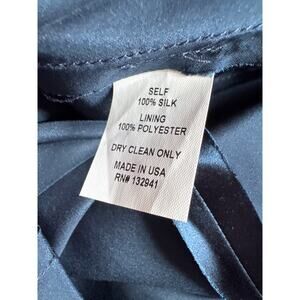 SELF
100% SILK
LINING
100% POLYESTER
DRY CLEAN ONLY
MADE IN USA
RN# 132941